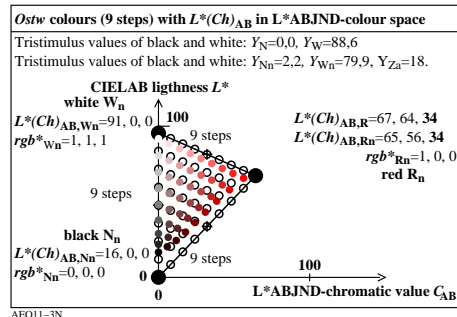 Ostw colours (9 steps) with L*(Ch)AB in L*ABJND-colour space
Tristimulus values of black and white: YN=0,0, YW=88,6
Tristimulus values of black and white: YNn=2,2, YWn=79,9, YZa=18.
CIELAB ligthness L*
white Wn
100
L*(Ch)AB,Wn=91, 0, 0
rgb*Wn=1, 1, 1
9 steps
L*(Ch)AB,R=67, 64, 34
L*(Ch)AB,Rn=65, 56, 34
rgb*Rn=1, 0, 0
red Rn
9 steps
black Nn
L*(Ch)AB,Nn=16, 0, 0
rgb*Nn=0, 0, 0
9 steps
0
0
100
L*ABJND-chromatic value CAB
AEQ11-3N